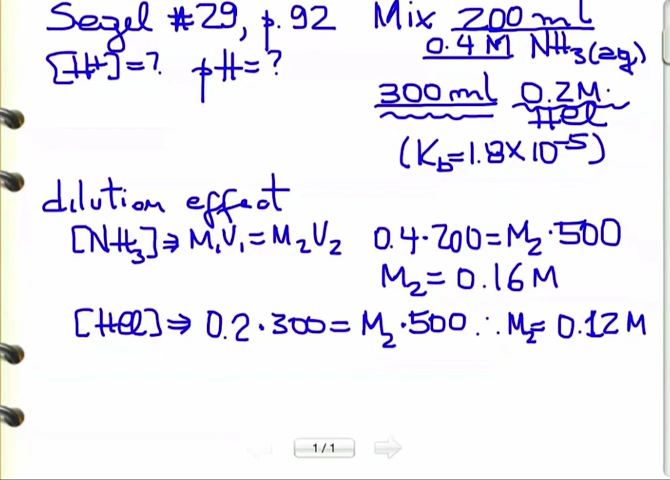 Segel #29, p. 92
[H+]=? pH=?
Mix 200 ml
0.4 M NH3(aq)
300 ml 0.2M
HCl
(Kb=1.8×10-5)
dilution effect
[NH3]⇒ M1V1=M2V2 0.4·200=M2·500
M2=0.16M
[HCl]⇒ 0.2·300=M2·500 ∴M2=0.12M
1/1